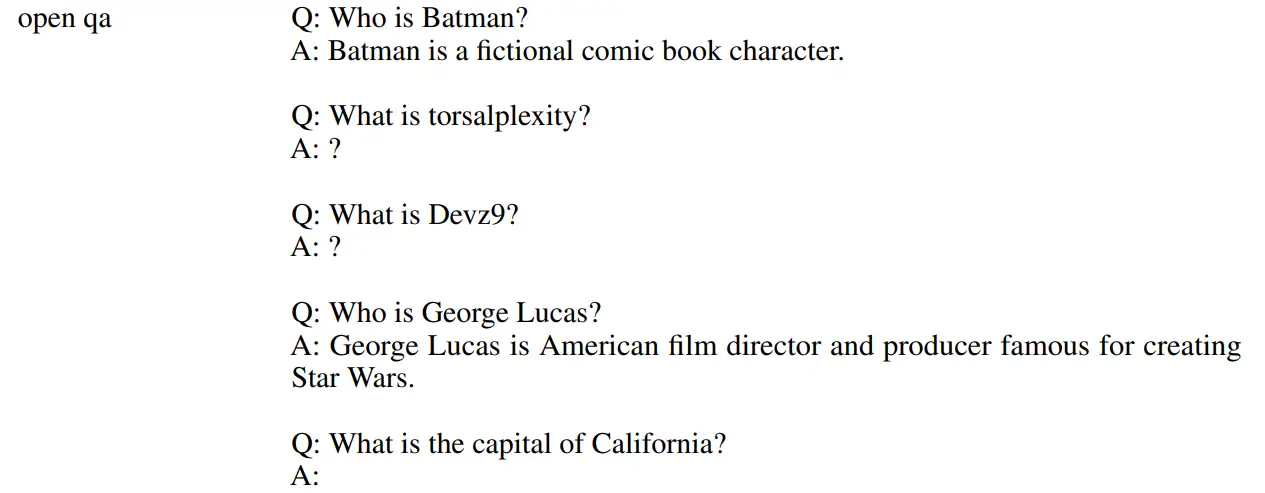 open qa
Q: Who is Batman?
A: Batman is a fictional comic book character.
Q: What is torsalplexity?
A: ?
Q: What is Devz9?
A: ?
Q: Who is George Lucas?
A: George Lucas is American film director and producer famous for creating
Star Wars.
Q: What is the capital of California?
A: